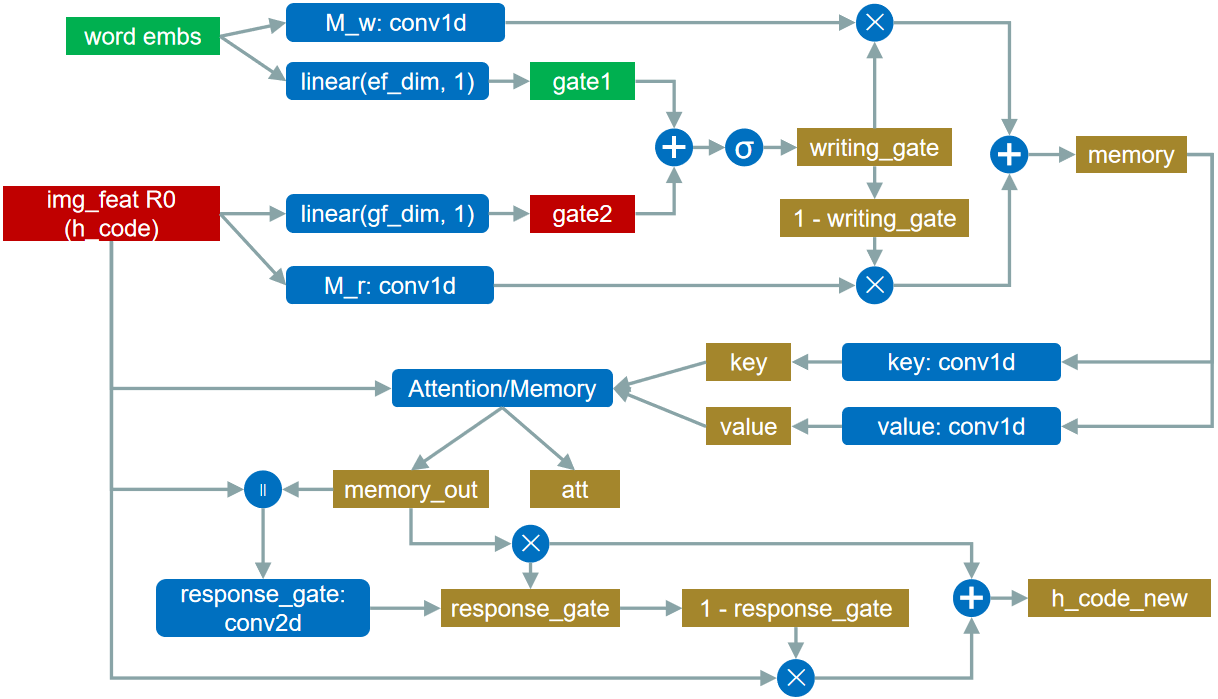 word embs
M_w: conv1d
linear(ef_dim, 1)
gate1
σ
writing_gate
memory
img_feat R0
(h_code)
linear(gf_dim, 1)
gate2
1 - writing_gate
M_r: conv1d
key
key: conv1d
Attention/Memory
value
value: conv1d
||
memory_out
att
response_gate:
conv2d
response_gate
1 - response_gate
h_code_new